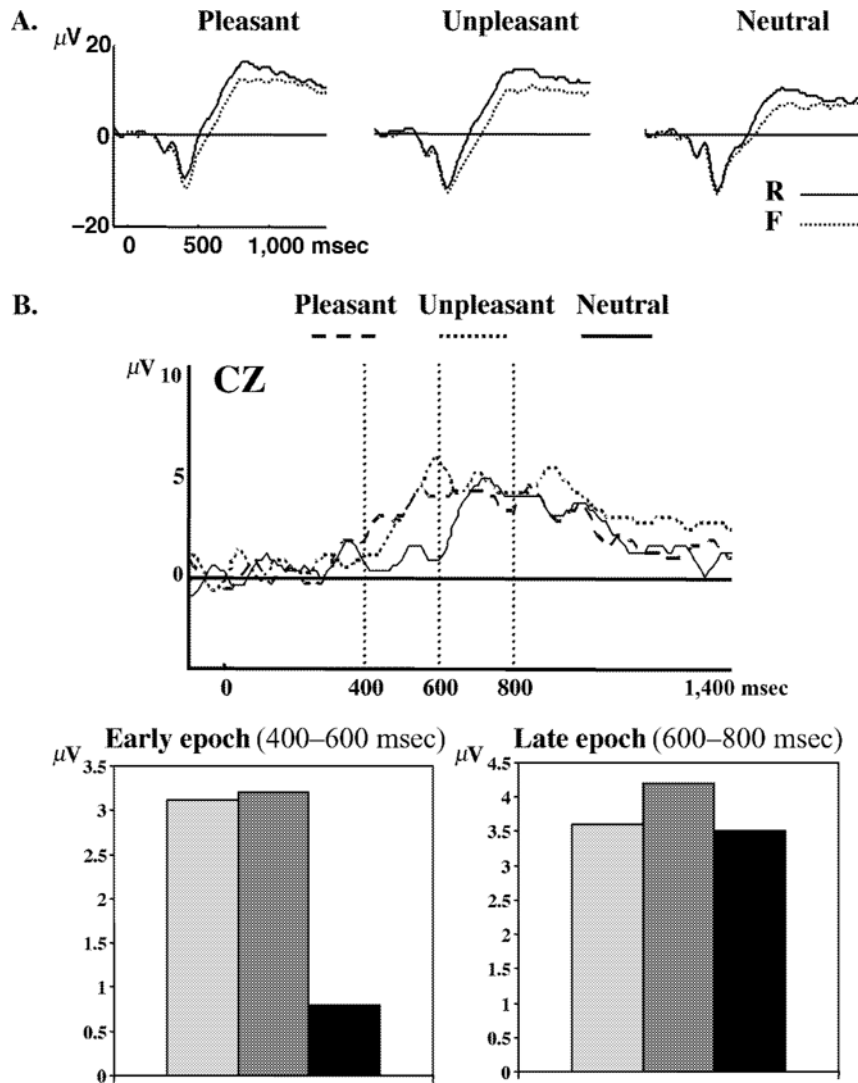 A.
Pleasant Unpleasant Neutral
μV
20
0
−20
0 500 1,000 msec
R
F
B.
Pleasant Unpleasant Neutral
μV 10
CZ
5
0
0 400 600 800 1,400 msec
Early epoch (400–600 msec)
μV
3.5
3
2.5
2
1.5
1
0.5
0
Late epoch (600–800 msec)
μV
4.5
4
3.5
3
2.5
2
1.5
1
0.5
0